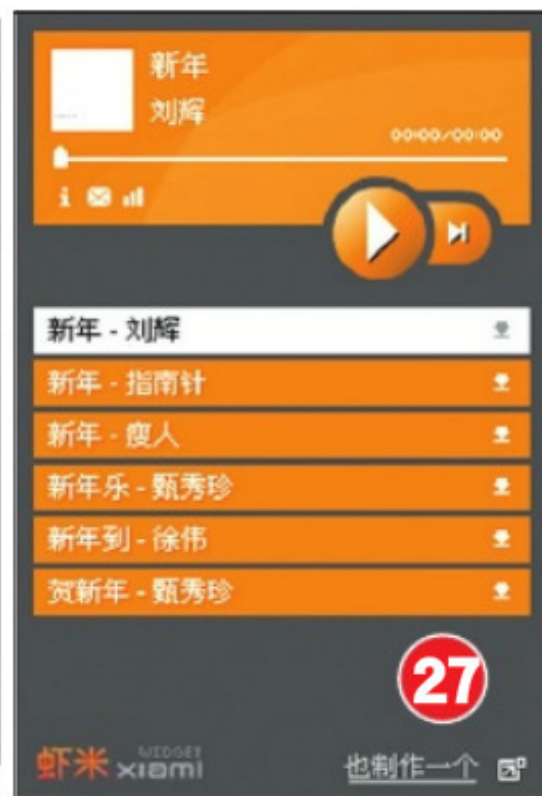 新年
刘辉
00:00/00:00
新年 - 刘辉
新年 - 指南针
新年 - 瘦人
新年乐 - 甄秀珍
新年到 - 徐伟
贺新年 - 甄秀珍
27
虾米 xiami WIDGET
也制作一个